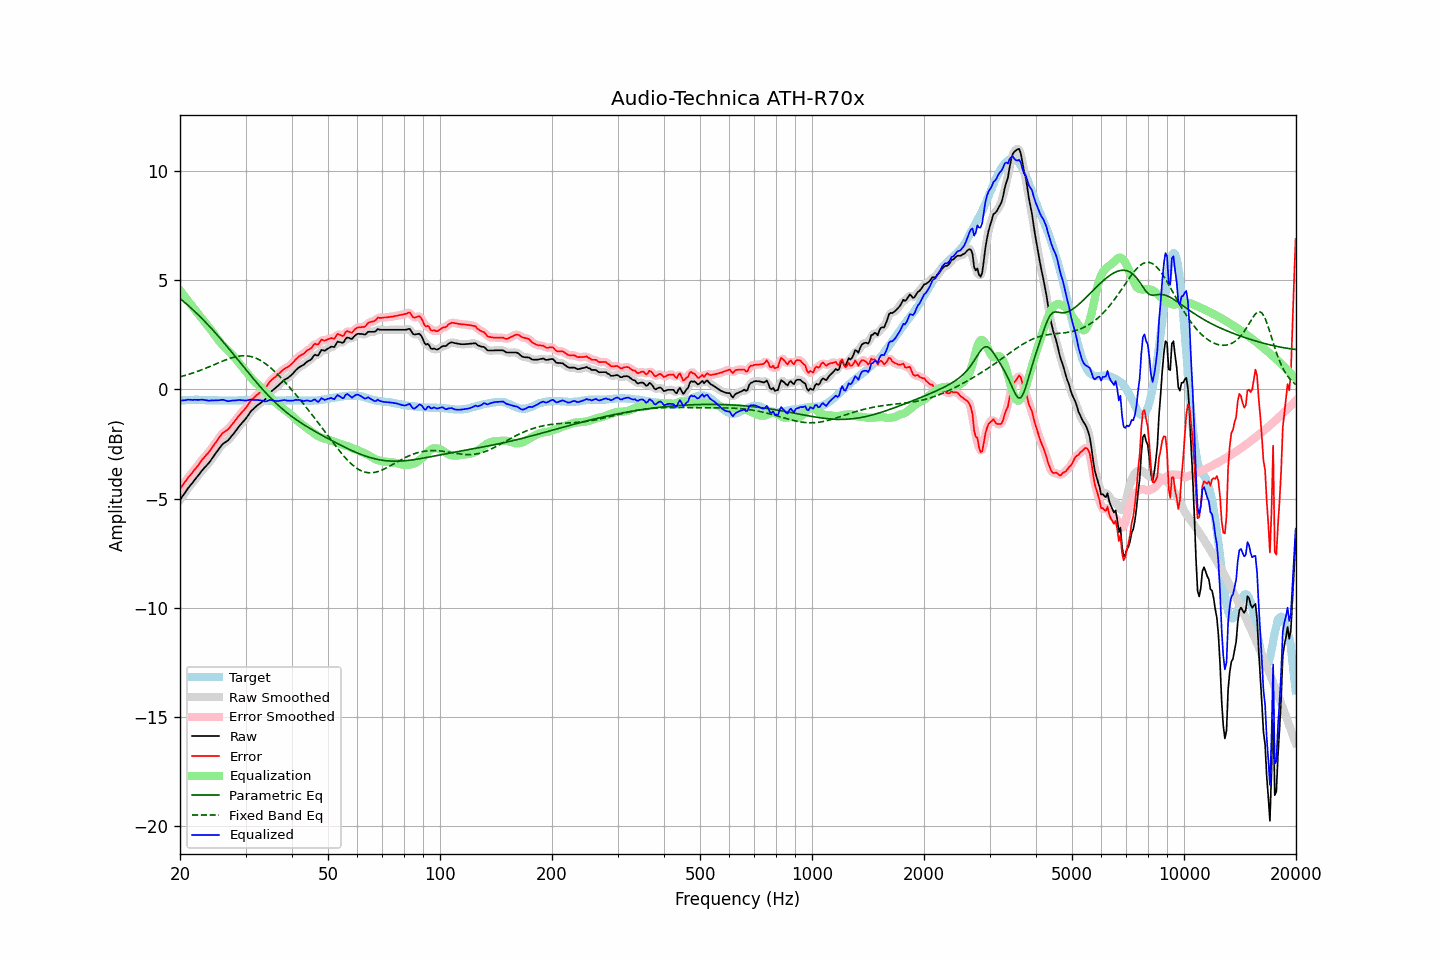 Audio-Technica ATH-R70x
Amplitude (dBr)
10
5
0
−5
−10
−15
−20
Target
Raw Smoothed
Error Smoothed
Raw
Error
Equalization
Parametric Eq
Fixed Band Eq
Equalized
20 50 100 200 500 1000 2000 5000 10000 20000
Frequency (Hz)